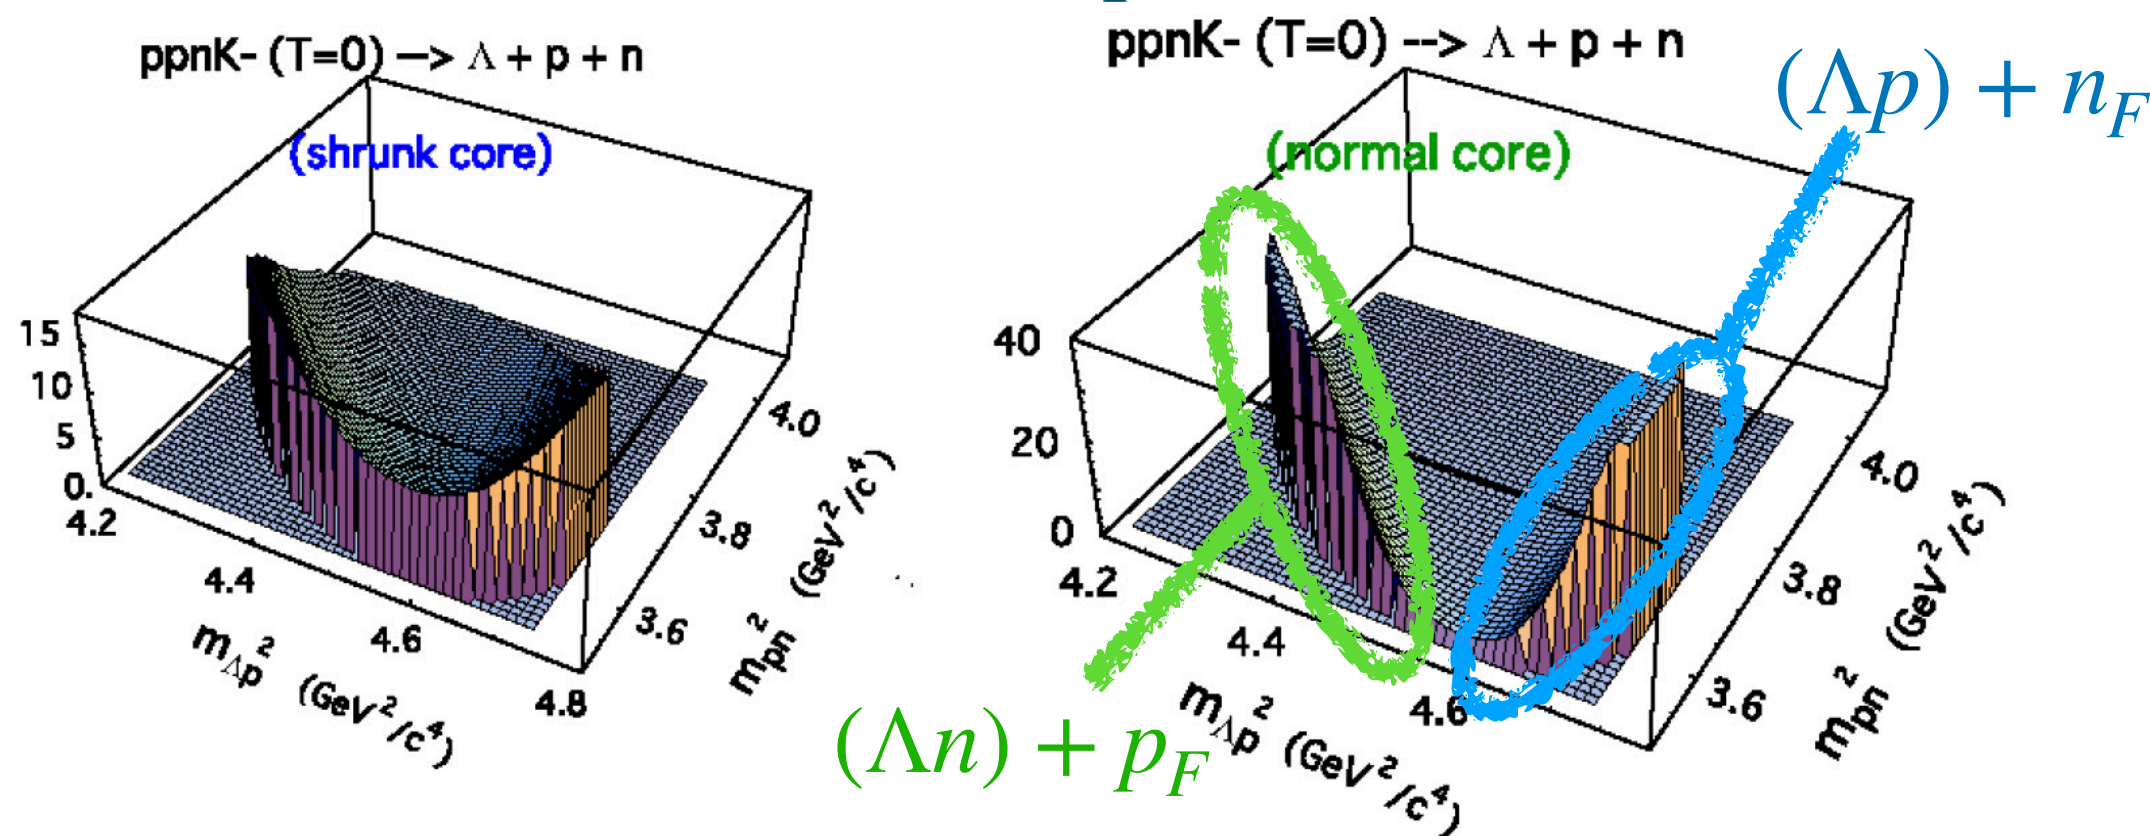 ppnK- (T=0) —> Λ + p + n
(shrunk core)
15
10
5
0.
4.2
4.4
4.6
4.8
m_Λp^2 (GeV^2/c^4)
3.6
3.8
4.0
m_pn^2 (GeV^2/c^4)
ppnK- (T=0) --> Λ + p + n
(normal core)
(Λp) + n_F
40
20
0
4.2
4.4
4.6
m_Λp^2 (GeV^2/c^4)
3.6
3.8
4.0
m_pn^2 (GeV^2/c^4)
(Λn) + p_F